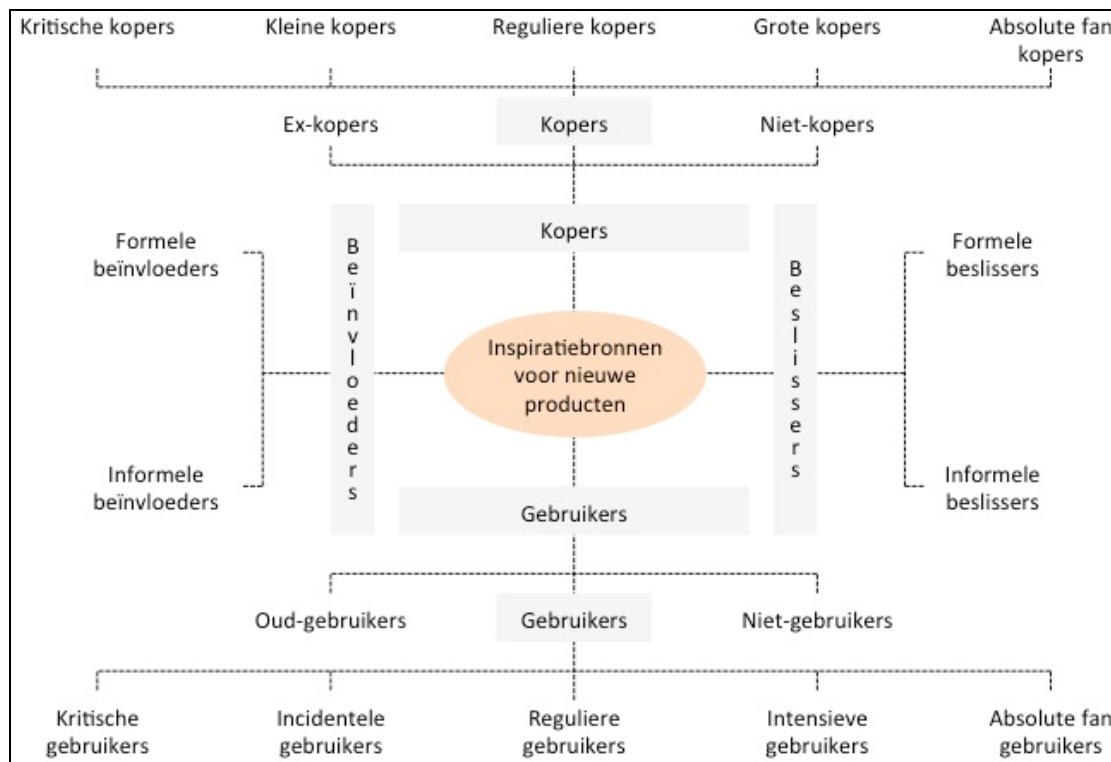 Kritische kopers
Kleine kopers
Reguliere kopers
Grote kopers
Absolute fan
kopers
Ex-kopers
Kopers
Niet-kopers
Kopers
Formele
beïnvloeders
Beïnvloeders
Beslissers
Formele
beslissers
Inspiratiebronnen
voor nieuwe
producten
Informele
beïnvloeders
Informele
beslissers
Gebruikers
Oud-gebruikers
Gebruikers
Niet-gebruikers
Kritische
gebruikers
Incidentele
gebruikers
Reguliere
gebruikers
Intensieve
gebruikers
Absolute fan
gebruikers